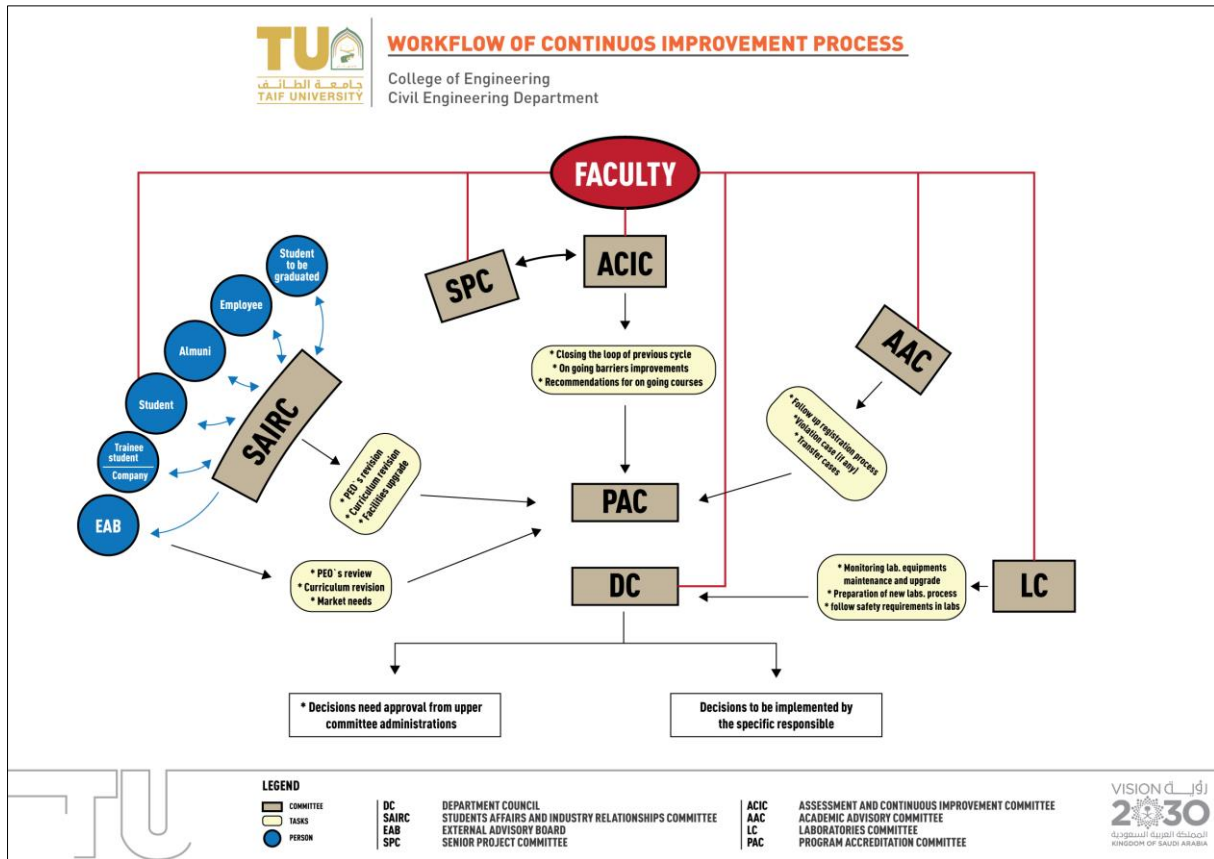 TU
جامعة الطائف
TAIF UNIVERSITY
WORKFLOW OF CONTINUOS IMPROVEMENT PROCESS
College of Engineering
Civil Engineering Department
FACULTY
Student
to be
graduated
Employee
Almuni
Student
Trainee
student
Company
EAB
SAIRC
SPC
ACIC
AAC
* Closing the loop of previous cycle
* On going barriers improvements
* Recommendations for on going courses
* Follow up registration process
*Violation case (if any)
* Transfer cases
* PEO`s revision
* Curriculum revision
* Facilities upgrade
PAC
* PEO`s review
* Curriculum revision
* Market needs
DC
* Monitoring lab. equipments
maintenance and upgrade
* Preparation of new labs. process
* follow safety requirements in labs
LC
* Decisions need approval from upper
committee administrations
Decisions to be implemented by
the specific responsible
TU
LEGEND
COMMITTEE
TASKS
PERSON
DC DEPARTMENT COUNCIL
SAIRC STUDENTS AFFAIRS AND INDUSTRY RELATIONSHIPS COMMITTEE
EAB EXTERNAL ADVISORY BOARD
SPC SENIOR PROJECT COMMITTEE
ACIC ASSESSMENT AND CONTINUOUS IMPROVEMENT COMMITTEE
AAC ACADEMIC ADVISORY COMMITTEE
LC LABORATORIES COMMITTEE
PAC PROGRAM ACCREDITATION COMMITTEE
VISION رؤية
2030
المملكة العربية السعودية
KINGDOM OF SAUDI ARABIA